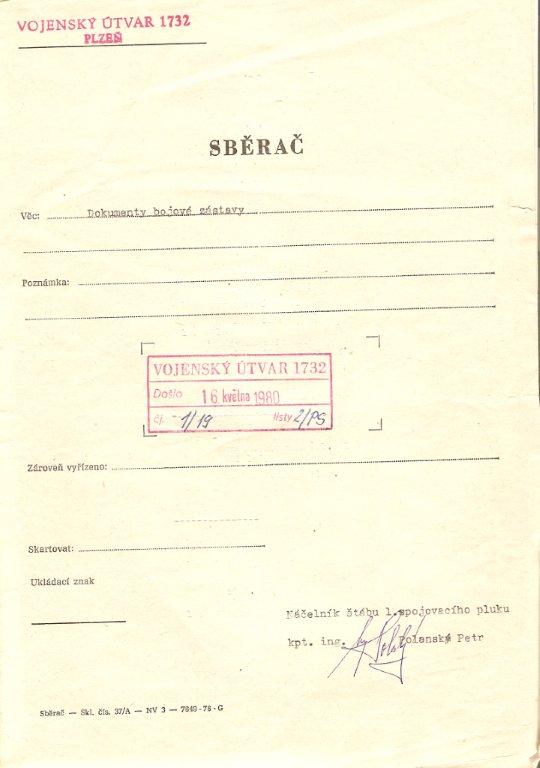 VOJENSKÝ ÚTVAR 1732
PLZEŇ
SBĚRAČ
Věc: Dokumenty bojové zástavy
Poznámka:
VOJENSKÝ ÚTVAR 1732
Došlo 16 května 1980
čj. 1/19 listy 2/PS
Zároveň vyřízeno:
Skartovat:
Ukládací znak
Náčelník štábu 1.spojovacího pluku
kpt. ing. Polanský Petr
Sběrač — Skl. čís. 37/A — NV 3 — 7848-78-G